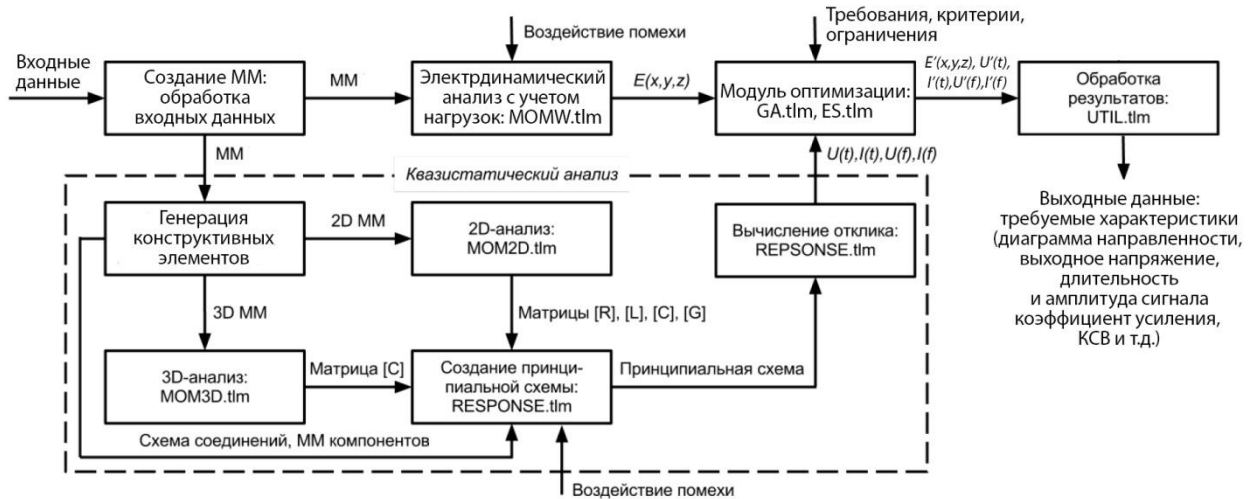 Воздействие помехи
Требования, критерии,
ограничения
Входные
данные
Создание ММ:
обработка
входных данных
ММ
Электрдинамический
анализ с учетом
нагрузок: MOMW.tlm
E(x,y,z)
Модуль оптимизации:
GA.tlm, ES.tlm
E'(x,y,z), U'(t),
I'(t),U'(f),I'(f)
Обработка
результатов:
UTIL.tlm
ММ
U(t),I(t),U(f),I(f)
Квазистатический анализ
Генерация
конструктивных
элементов
2D ММ
2D-анализ:
MOM2D.tlm
Вычисление отклика:
REPSONSE.tlm
Выходные данные:
требуемые характеристики
(диаграмма направленности,
выходное напряжение,
длительность
и амплитуда сигнала
коэффициент усиления,
КСВ и т.д.)
3D ММ
Матрицы [R], [L], [C], [G]
3D-анализ:
MOM3D.tlm
Матрица [C]
Создание принци-
пиальной схемы:
RESPONSE.tlm
Принципиальная схема
Схема соединений, ММ компонентов
Воздействие помехи